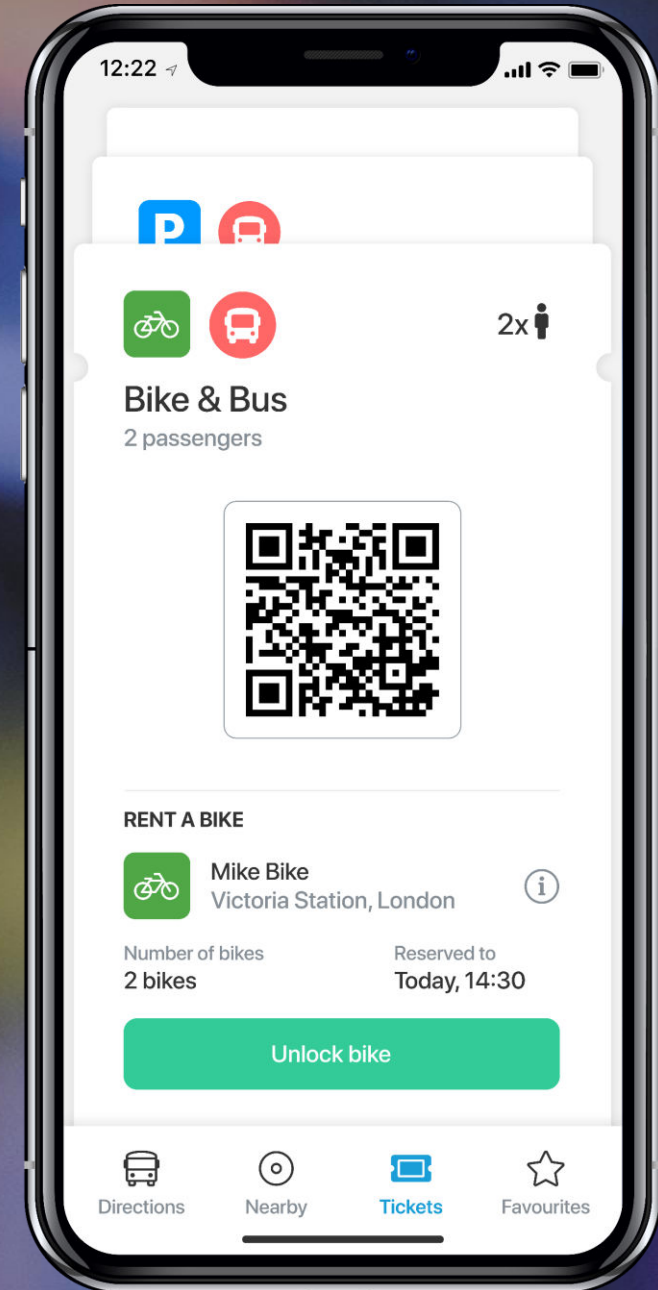 12:22
P
2x
Bike & Bus
2 passengers
RENT A BIKE
Mike Bike
Victoria Station, London
i
Number of bikes
Reserved to
2 bikes
Today, 14:30
Unlock bike
Directions
Nearby
Tickets
Favourites